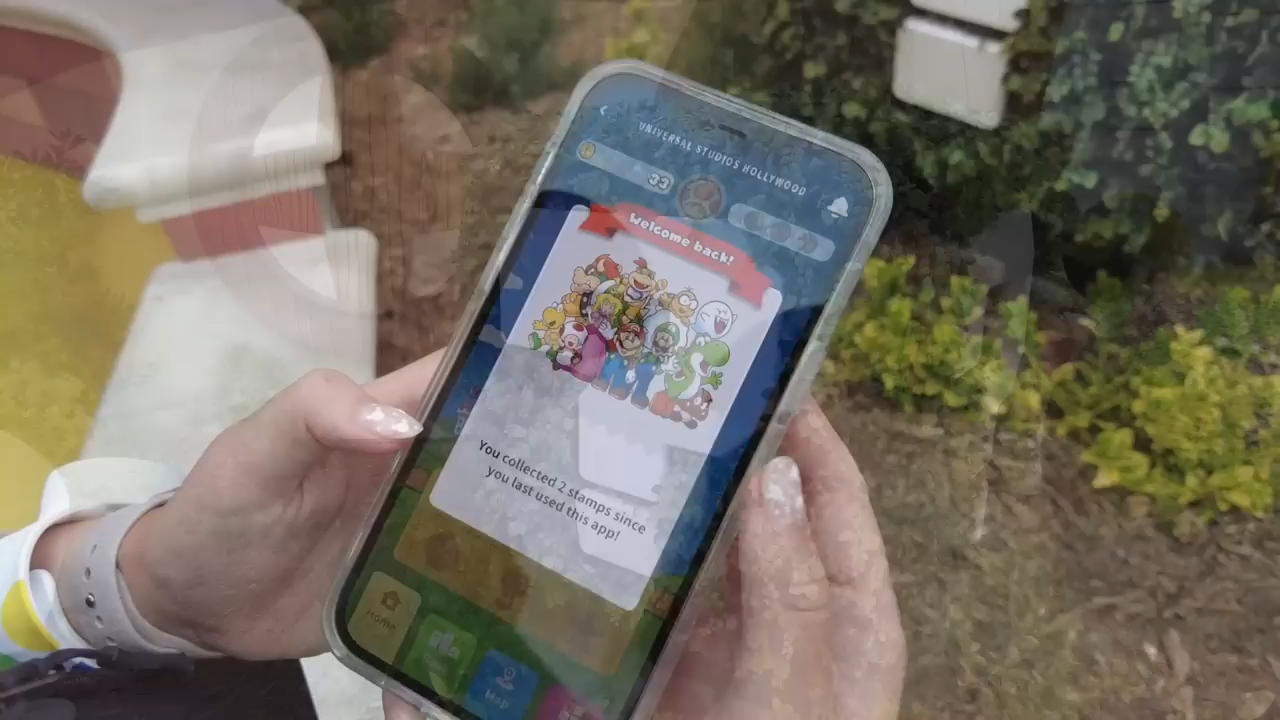 UNIVERSAL STUDIOS HOLLYWOOD
33
Welcome back!
You collected 2 stamps since
you last used this app!
Home
Map